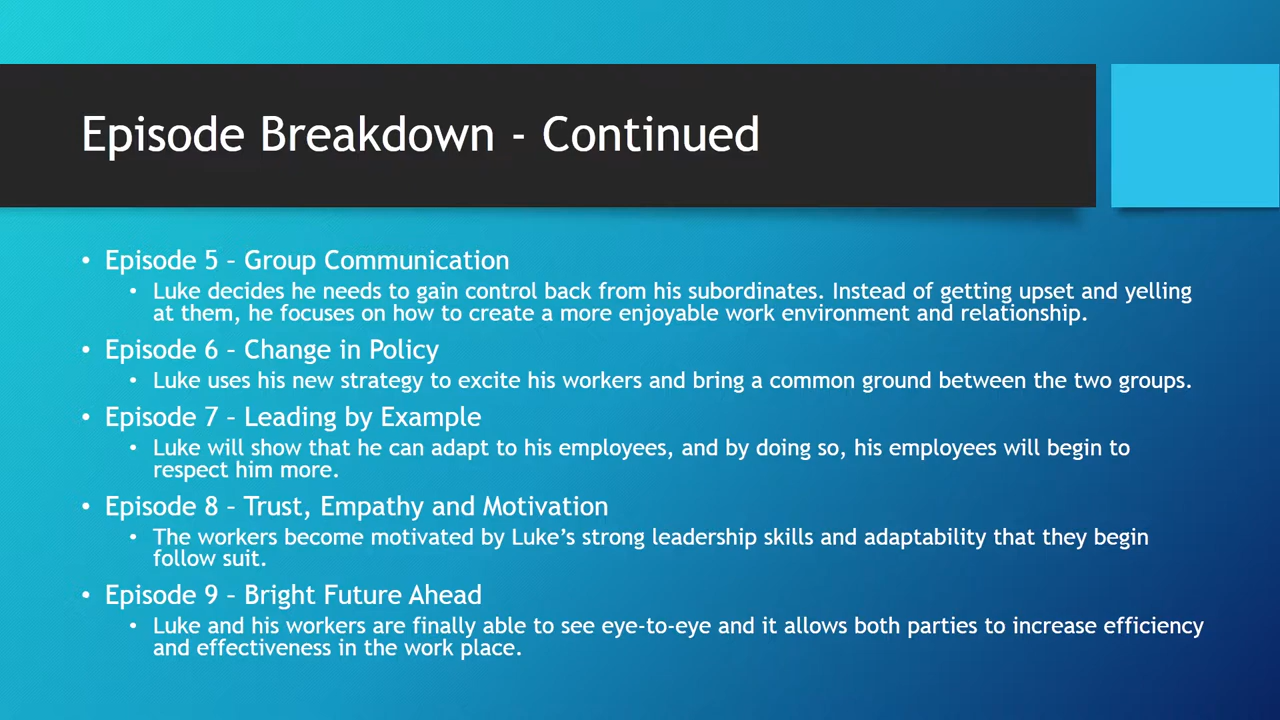 Episode Breakdown - Continued
• Episode 5 – Group Communication
• Luke decides he needs to gain control back from his subordinates. Instead of getting upset and yelling
at them, he focuses on how to create a more enjoyable work environment and relationship.
• Episode 6 – Change in Policy
• Luke uses his new strategy to excite his workers and bring a common ground between the two groups.
• Episode 7 – Leading by Example
• Luke will show that he can adapt to his employees, and by doing so, his employees will begin to
respect him more.
• Episode 8 – Trust, Empathy and Motivation
• The workers become motivated by Luke’s strong leadership skills and adaptability that they begin
follow suit.
• Episode 9 – Bright Future Ahead
• Luke and his workers are finally able to see eye-to-eye and it allows both parties to increase efficiency
and effectiveness in the work place.